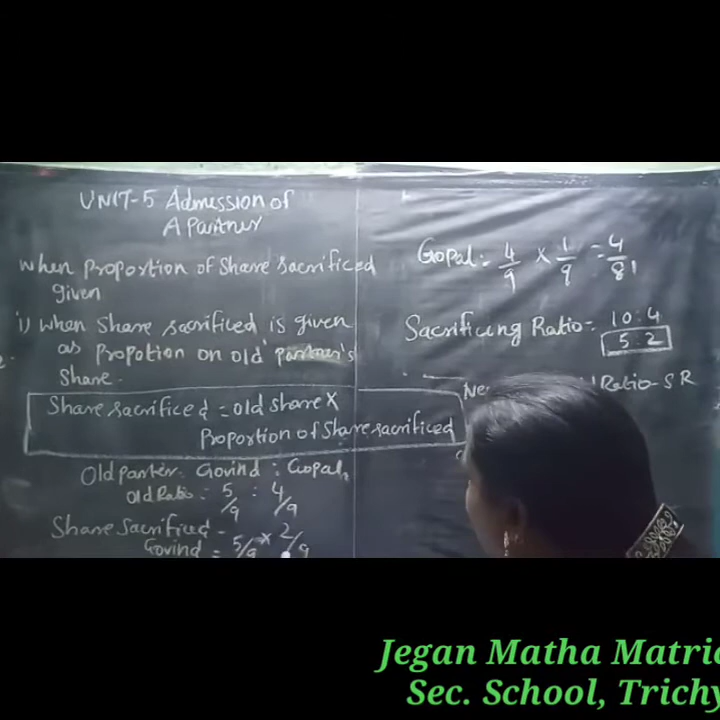 UNIT-5 Admission of
A Partner
when proportion of share sacrificed
given
i) when share sacrificed is given
as propotion on old partner's
share.
Share sacrificed = old share X
Proportion of share sacrificed
Old parter: Govind : Gopal
old Ratio = 5/9 : 4/9
Share Sacrificed -
Govind = 5/9 x 2/9
Gopal: 4/9 X 1/9 = 4/81
Sacrificing Ratio = 10:4
5:2
Ne Ratio - SR
Jegan Matha Matric
Sec. School, Trichy